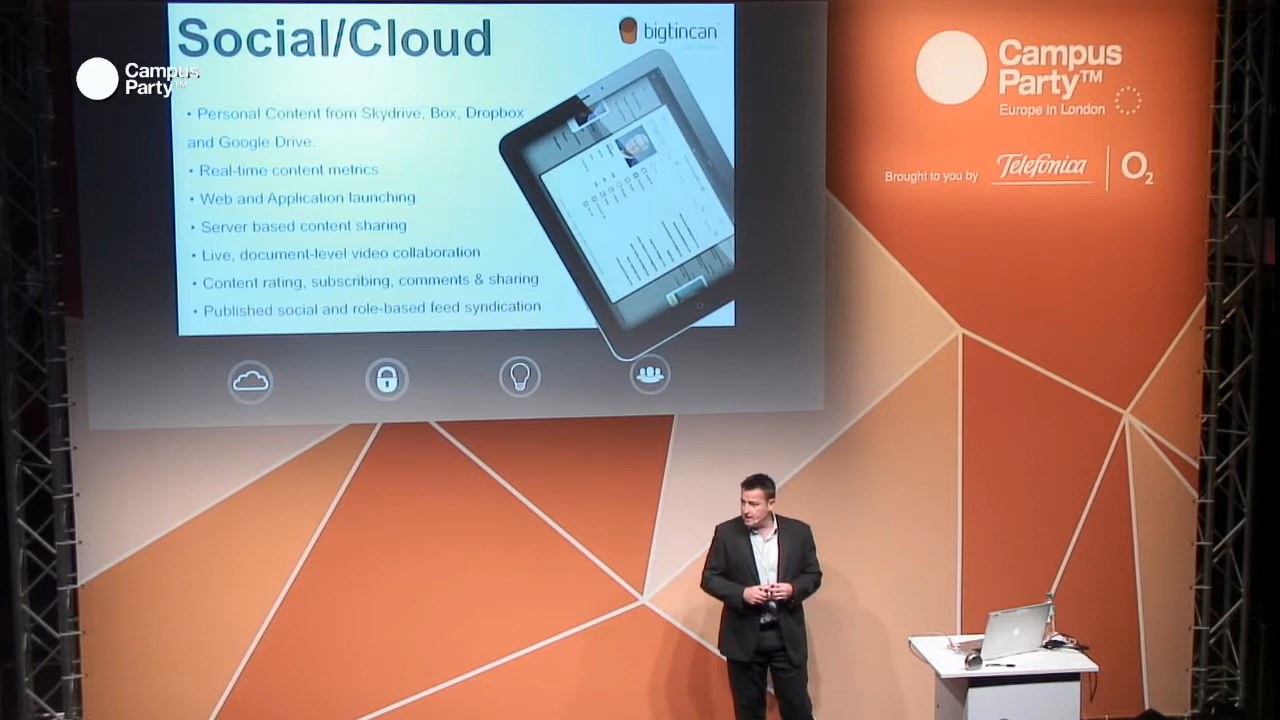 Social/Cloud
bigtincan
Campus
Party™
• Personal Content from Skydrive, Box, Dropbox
and Google Drive.
• Real-time content metrics
• Web and Application launching
• Server based content sharing
• Live, document-level video collaboration
• Content rating, subscribing, comments & sharing
• Published social and role-based feed syndication
Campus
Party™
Europe in London
Brought to you by Telefónica O2